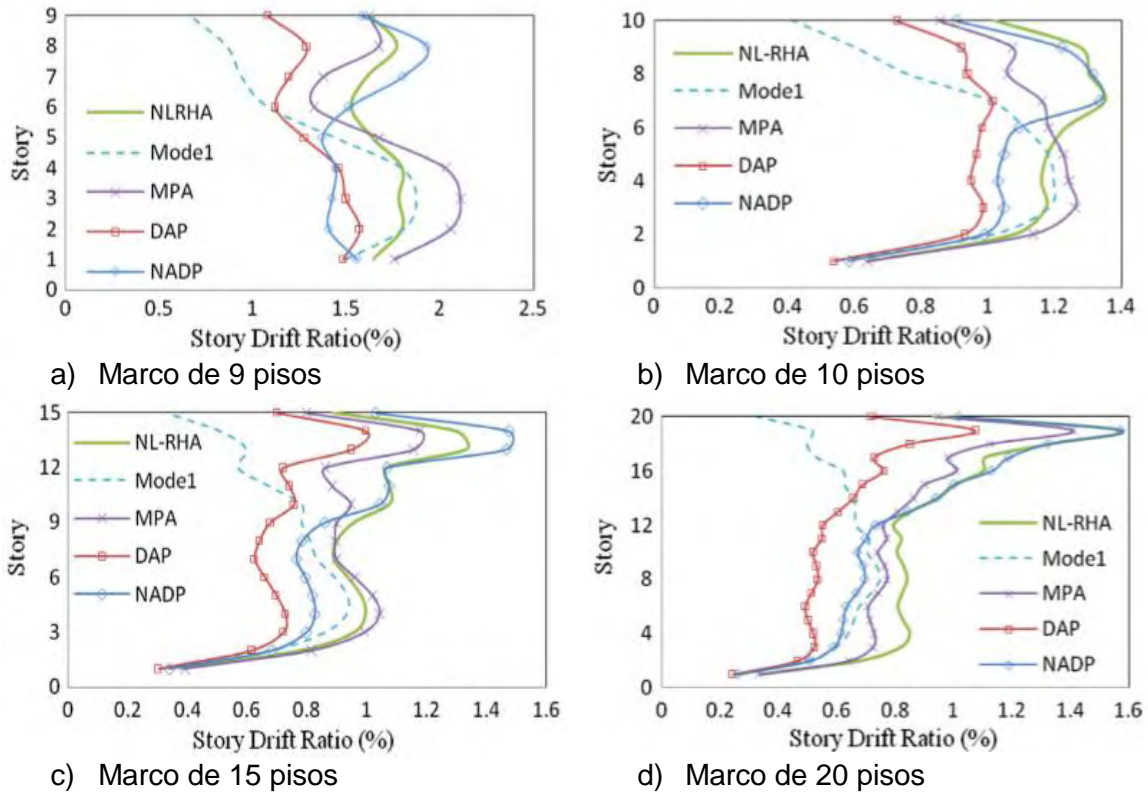 9
8
7
6
5
4
3
2
1
0
Story
NLRHA
Mode1
MPA
DAP
NADP
0 1 1.5 2 2.5
Story Drift Ratio(%)
a) Marco de 9 pisos
10
8
6
4
2
0
Story
NL-RHA
Mode1
MPA
DAP
NADP
0 0.6 0.8 1 1.2 1.4
Story Drift Ratio(%)
b) Marco de 10 pisos
15
12
9
6
3
0
Story
NL-RHA
Mode1
MPA
DAP
NADP
0 0.2 0.4 0.6 0.8 1 1.2 1.4 1.6
Story Drift Ratio (%)
c) Marco de 15 pisos
20
16
12
8
4
0
Story
NL-RHA
Mode1
MPA
DAP
NADP
0 0.2 0.4 0.6 0.8 1 1.2 1.4 1.6
Story Drift Ratio (%)
d) Marco de 20 pisos